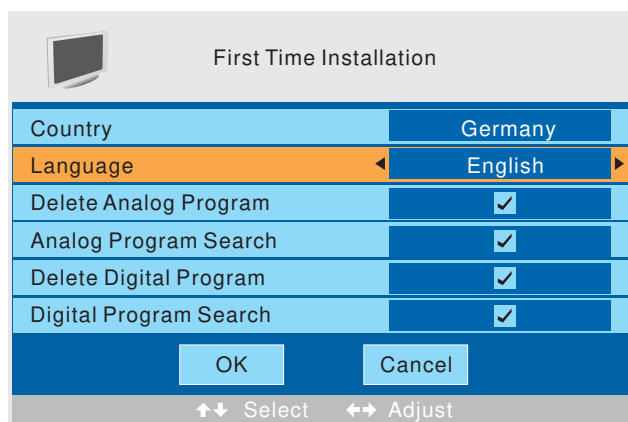 First Time Installation
Country Germany
Language English
Delete Analog Program
Analog Program Search
Delete Digital Program
Digital Program Search
OK Cancel
Select Adjust